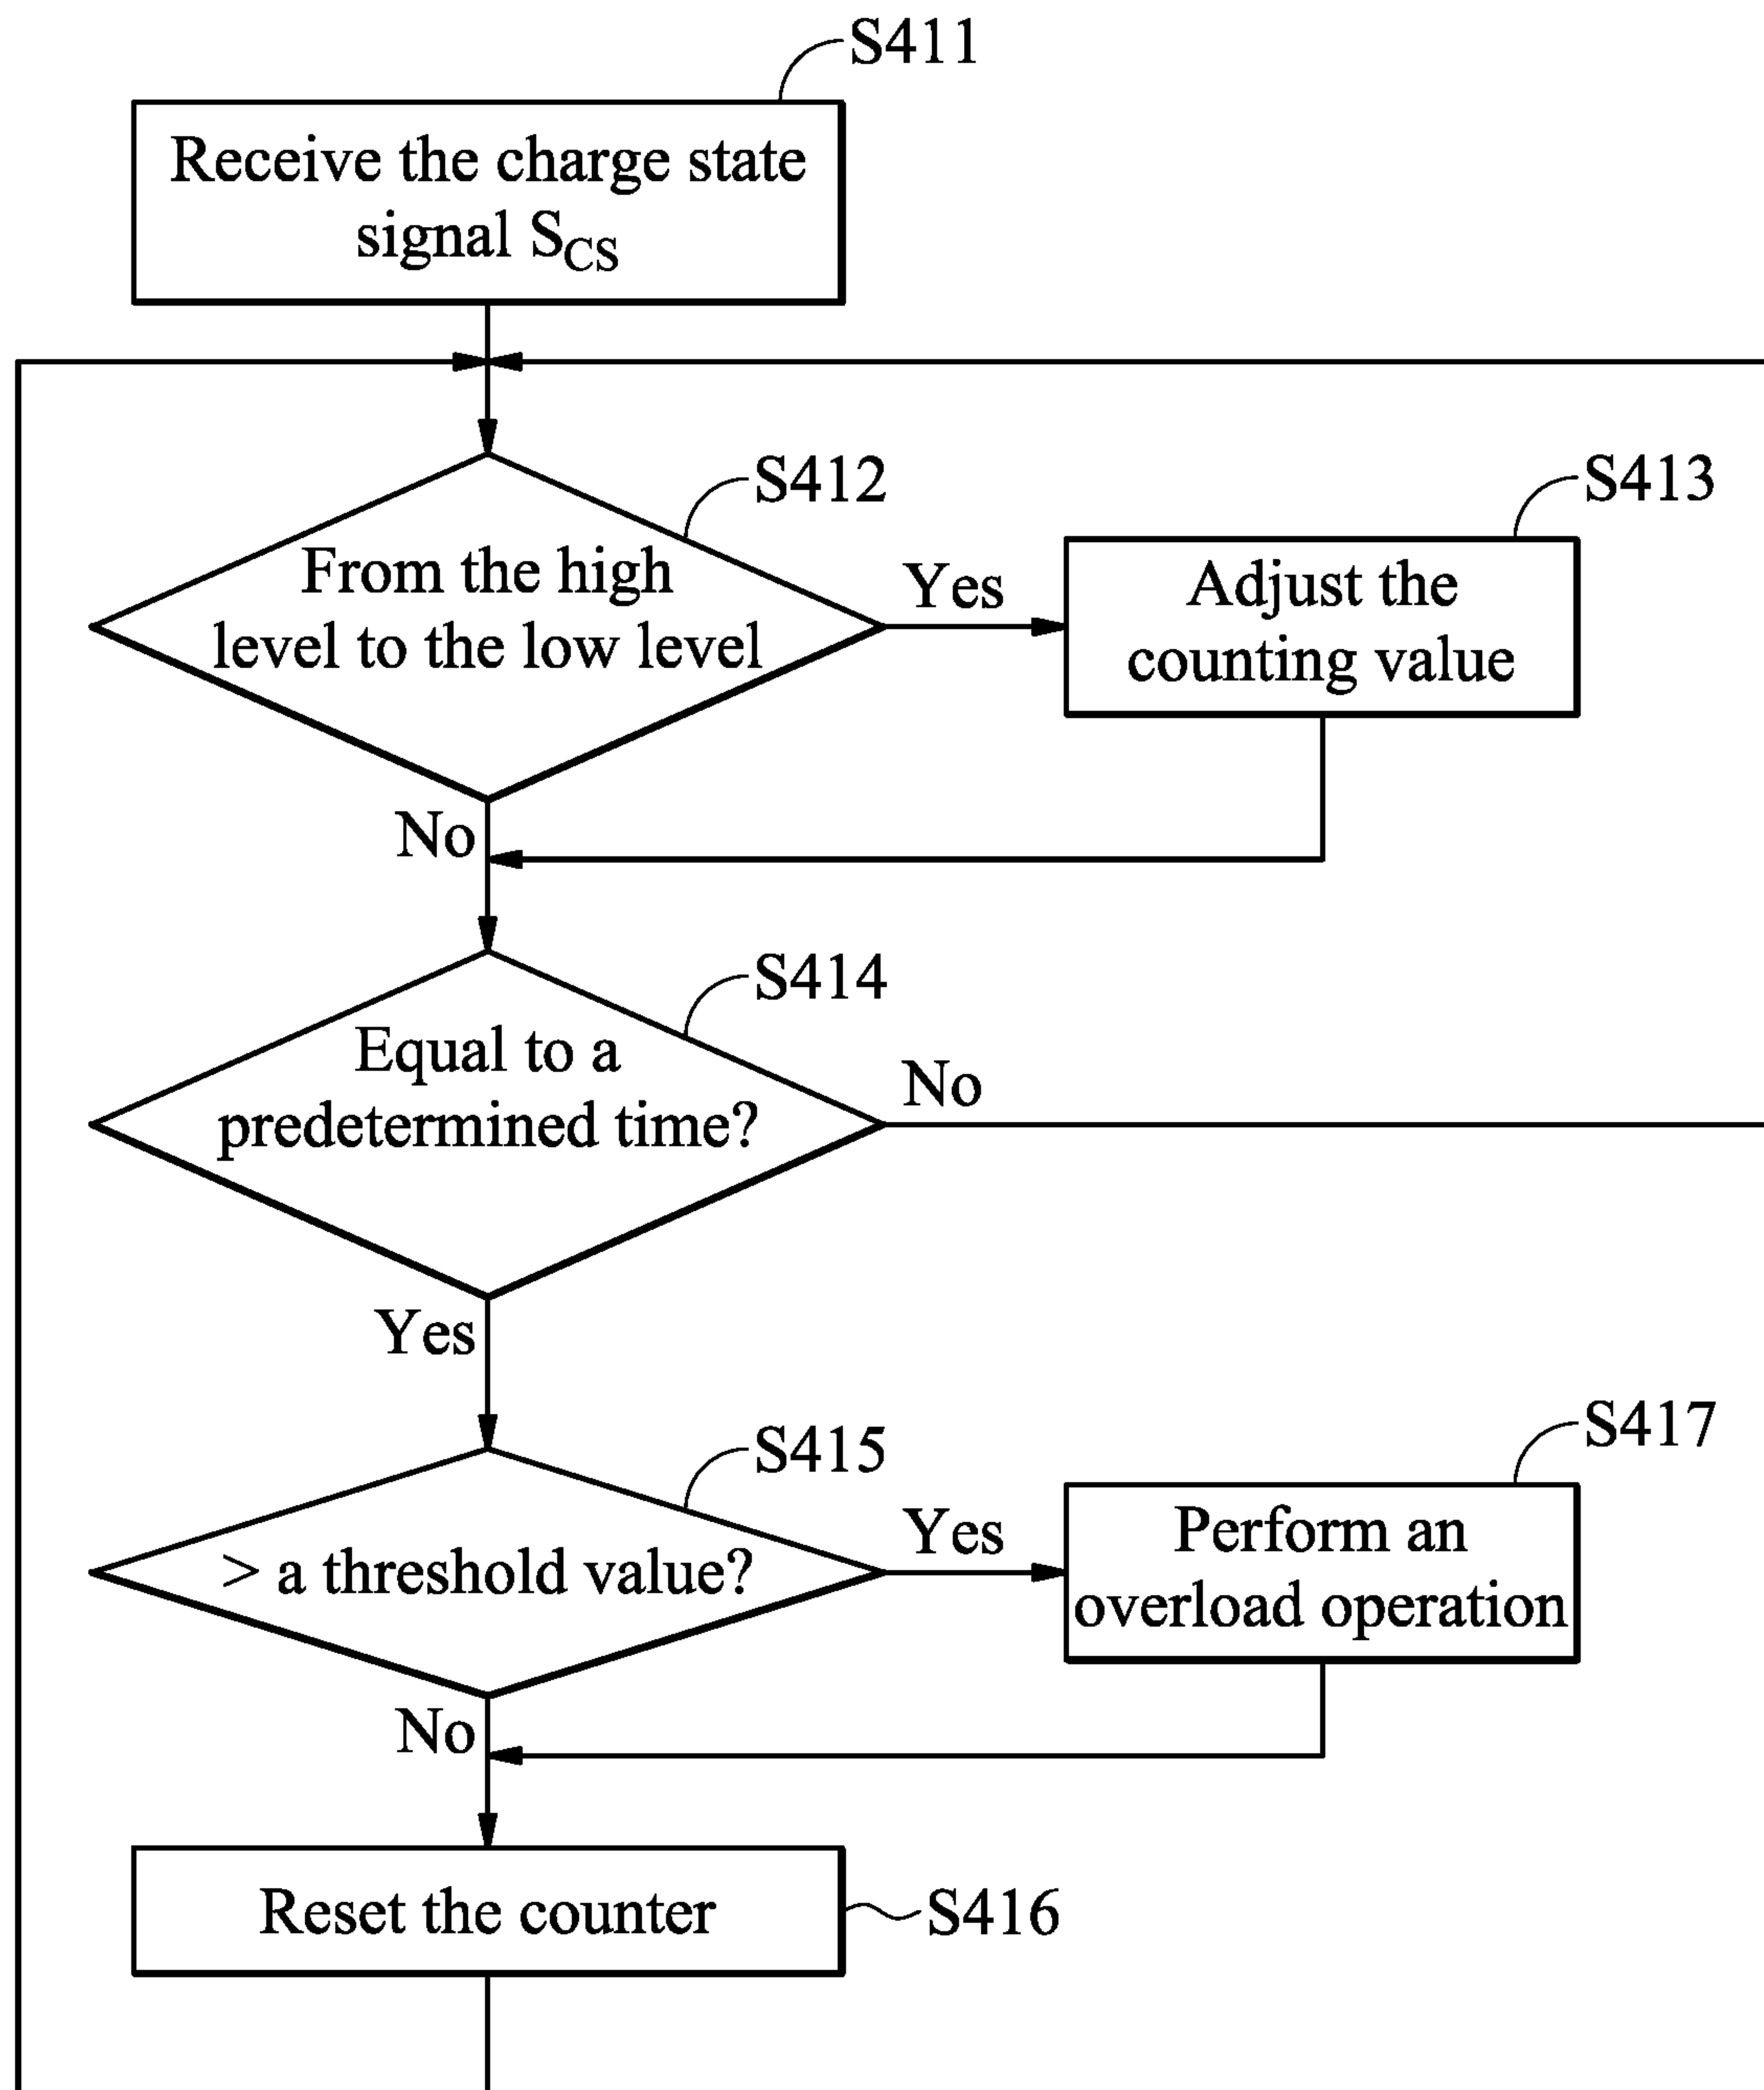 S411
Receive the charge state
signal SCS
S412
From the high
level to the low level
Yes
S413
Adjust the
counting value
No
S414
Equal to a
predetermined time?
No
Yes
S415
> a threshold value?
Yes
S417
Perform an
overload operation
No
Reset the counter
S416